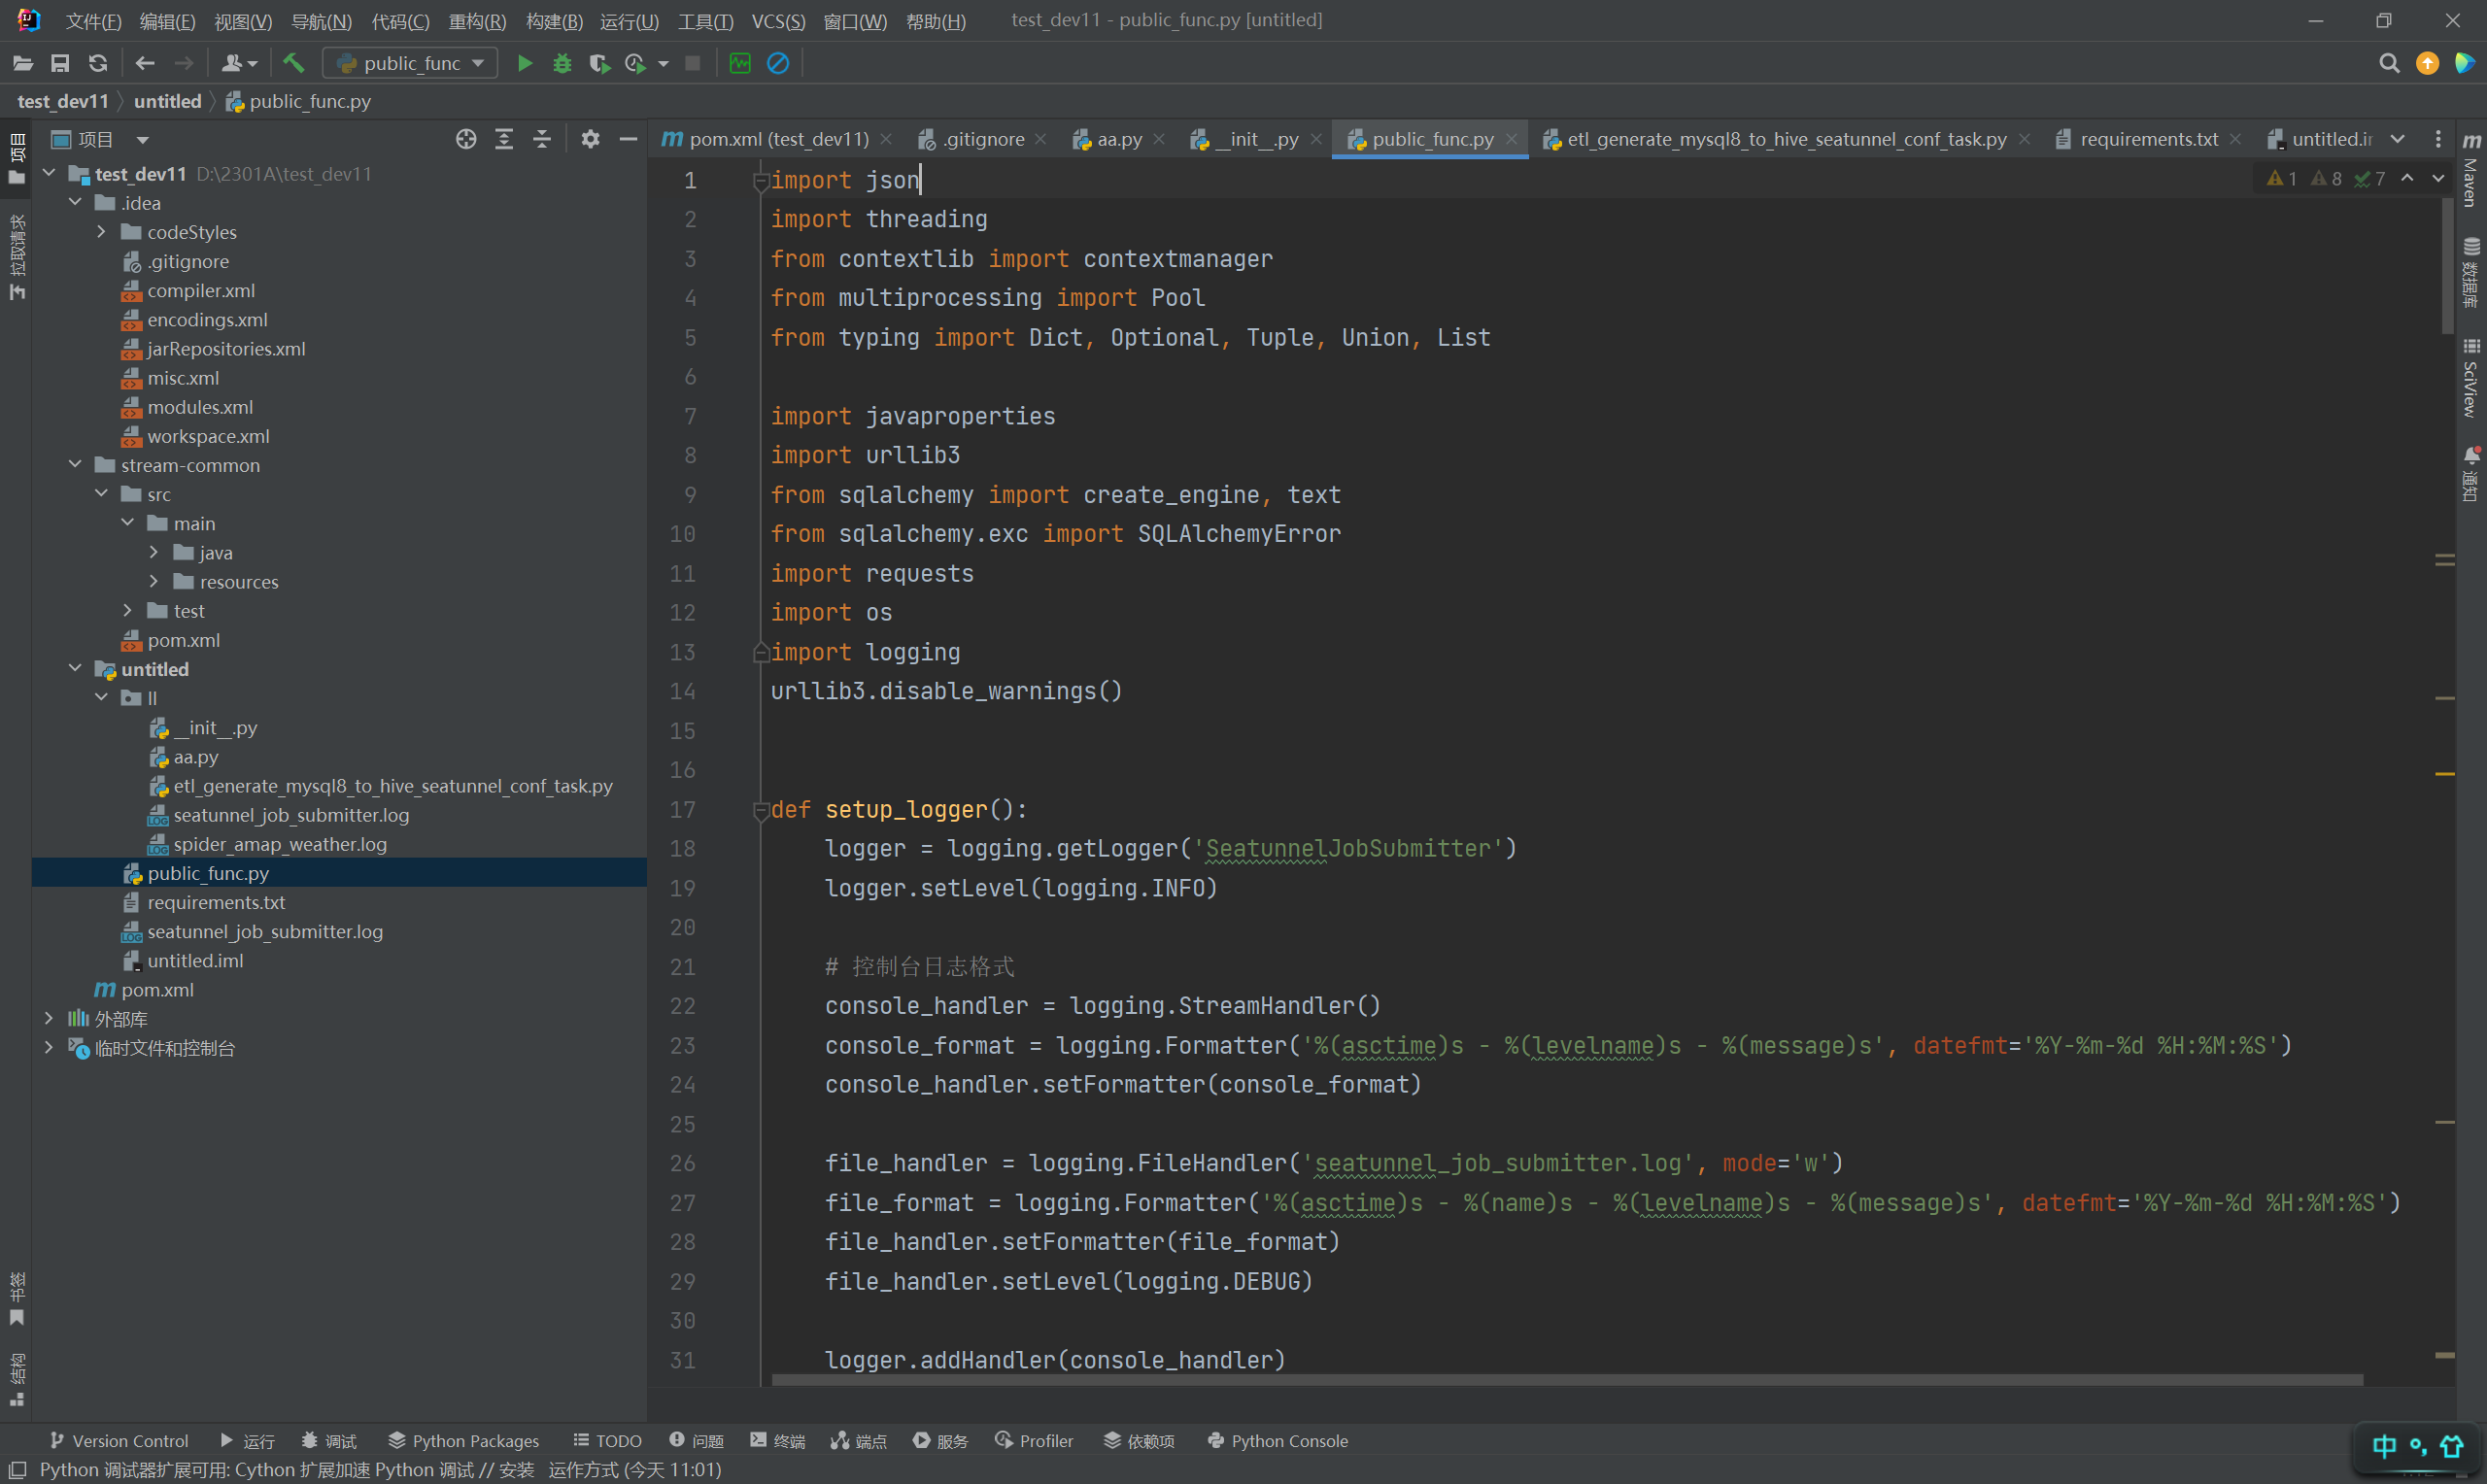 文件(F) 编辑(E) 视图(V) 导航(N) 代码(C) 重构(R) 构建(B) 运行(U) 工具(T) VCS(S) 窗口(W) 帮助(H) test_dev11 - public_func.py [untitled]
public_func
test_dev11 untitled public_func.py
项目
test_dev11 D:\2301A\test_dev11
.idea
codeStyles
.gitignore
compiler.xml
encodings.xml
jarRepositories.xml
misc.xml
modules.xml
workspace.xml
stream-common
src
main
java
resources
test
pom.xml
untitled
ll
__init__.py
aa.py
etl_generate_mysql8_to_hive_seatunnel_conf_task.py
seatunnel_job_submitter.log
spider_amap_weather.log
public_func.py
requirements.txt
seatunnel_job_submitter.log
untitled.iml
pom.xml
外部库
临时文件和控制台
项目
拉取请求
书签
结构
pom.xml (test_dev11) .gitignore aa.py __init__.py public_func.py etl_generate_mysql8_to_hive_seatunnel_conf_task.py requirements.txt untitled.ir
1 8 7
1 import json
2 import threading
3 from contextlib import contextmanager
4 from multiprocessing import Pool
5 from typing import Dict, Optional, Tuple, Union, List
6
7 import javaproperties
8 import urllib3
9 from sqlalchemy import create_engine, text
10 from sqlalchemy.exc import SQLAlchemyError
11 import requests
12 import os
13 import logging
14 urllib3.disable_warnings()
15
16
17 def setup_logger():
18 logger = logging.getLogger('SeatunnelJobSubmitter')
19 logger.setLevel(logging.INFO)
20
21 # 控制台日志格式
22 console_handler = logging.StreamHandler()
23 console_format = logging.Formatter('%(asctime)s - %(levelname)s - %(message)s', datefmt='%Y-%m-%d %H:%M:%S')
24 console_handler.setFormatter(console_format)
25
26 file_handler = logging.FileHandler('seatunnel_job_submitter.log', mode='w')
27 file_format = logging.Formatter('%(asctime)s - %(name)s - %(levelname)s - %(message)s', datefmt='%Y-%m-%d %H:%M:%S')
28 file_handler.setFormatter(file_format)
29 file_handler.setLevel(logging.DEBUG)
30
31 logger.addHandler(console_handler)
Maven
数据库
SciView
通知
Version Control 运行 调试 Python Packages TODO 问题 终端 端点 服务 Profiler 依赖项 Python Console
Python 调试器扩展可用: Cython 扩展加速 Python 调试 // 安装 运作方式 (今天 11:01)
中